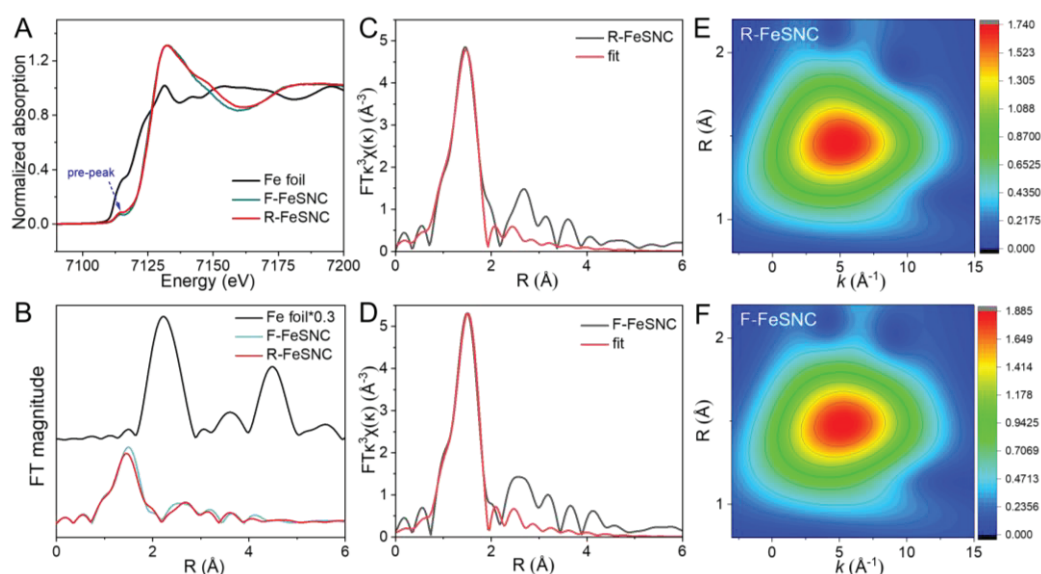 A
Normalized absorption
1.2
0.8
0.4
0.0
pre-peak
Fe foil
F-FeSNC
R-FeSNC
7100
7125
7150
7175
7200
Energy (eV)
B
FT magnitude
Fe foil*0.3
F-FeSNC
R-FeSNC
0
2
4
6
R (Å)
C
FTκ³χ(κ) (Å⁻³)
5
4
3
2
1
0
R-FeSNC
fit
0
2
4
6
R (Å)
D
FTκ³χ(κ) (Å⁻³)
5
4
3
2
1
0
F-FeSNC
fit
0
2
4
6
R (Å)
E
R-FeSNC
R (Å)
2
1
0
5
10
15
k (Å⁻¹)
1.740
1.523
1.305
1.088
0.8700
0.6525
0.4350
0.2175
0.000
F
F-FeSNC
R (Å)
2
1
0
5
10
15
k (Å⁻¹)
1.885
1.649
1.414
1.178
0.9425
0.7069
0.4713
0.2356
0.000